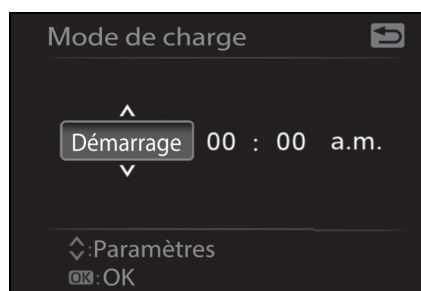 Mode de charge
Démarrage 00 : 00 a.m.
:Paramètres
OK:OK